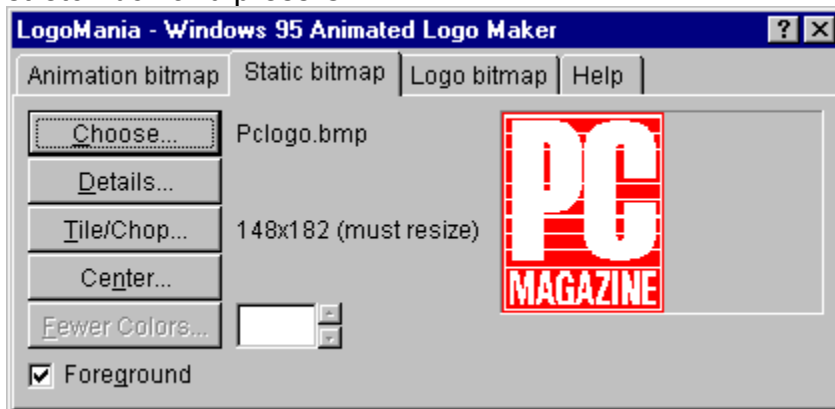 LogoMania - Windows 95 Animated Logo Maker
Animation bitmap Static bitmap Logo bitmap Help
Choose... Pclogo.bmp
Details...
Tile/Chop... 148x182 (must resize)
Center...
Fewer Colors...
Foreground
PC
MAGAZINE